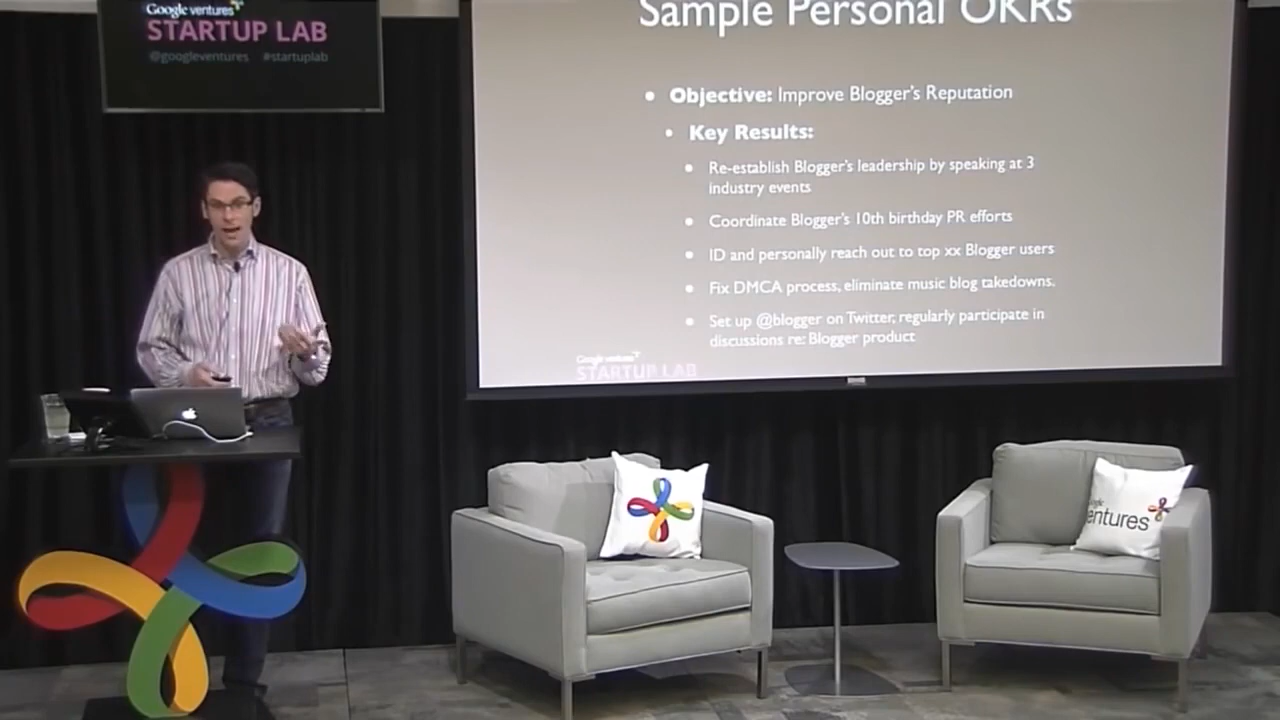 Google ventures
STARTUP LAB
@googleventures #startuplab
Sample Personal OKRs
Objective: Improve Blogger's Reputation
Key Results:
Re-establish Blogger's leadership by speaking at 3
industry events
Coordinate Blogger's 10th birthday PR efforts
ID and personally reach out to top xx Blogger users
Fix DMCA process, eliminate music blog takedowns.
Set up @blogger on Twitter, regularly participate in
discussions re: Blogger product
Google ventures
STARTUP LAB
ogle
entures